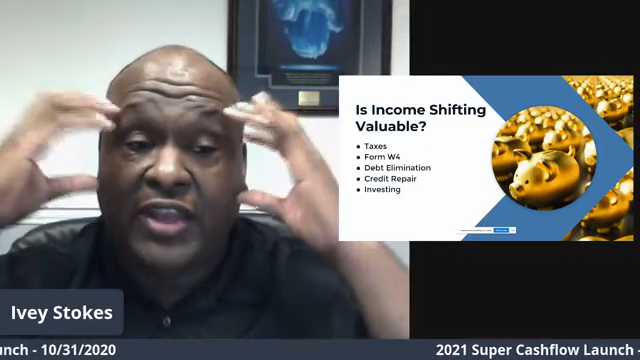 Is Income Shifting
Valuable?
● Taxes
● Form W4
● Debt Elimination
● Credit Repair
● Investing
Ivey Stokes
unch - 10/31/2020
2021 Super Cashflow Launch -